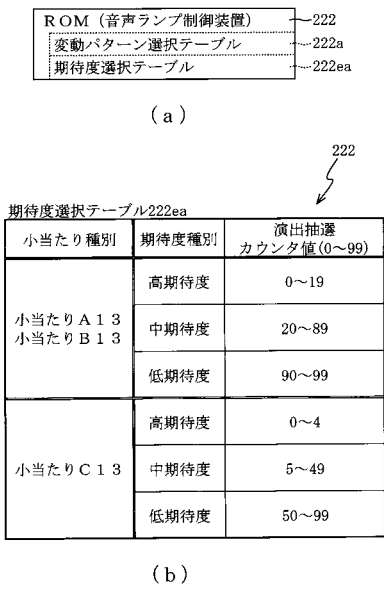 ROM(音声ランプ制御装置)
222
変動パターン選択テーブル
222a
期待度選択テーブル
222ea
(a)
222
期待度選択テーブル222ea
小当たり種別
期待度種別
演出抽選
カウンタ値(0~99)
小当たりA13
小当たりB13
高期待度
0~19
中期待度
20~89
低期待度
90~99
小当たりC13
高期待度
0~4
中期待度
5~49
低期待度
50~99
(b)